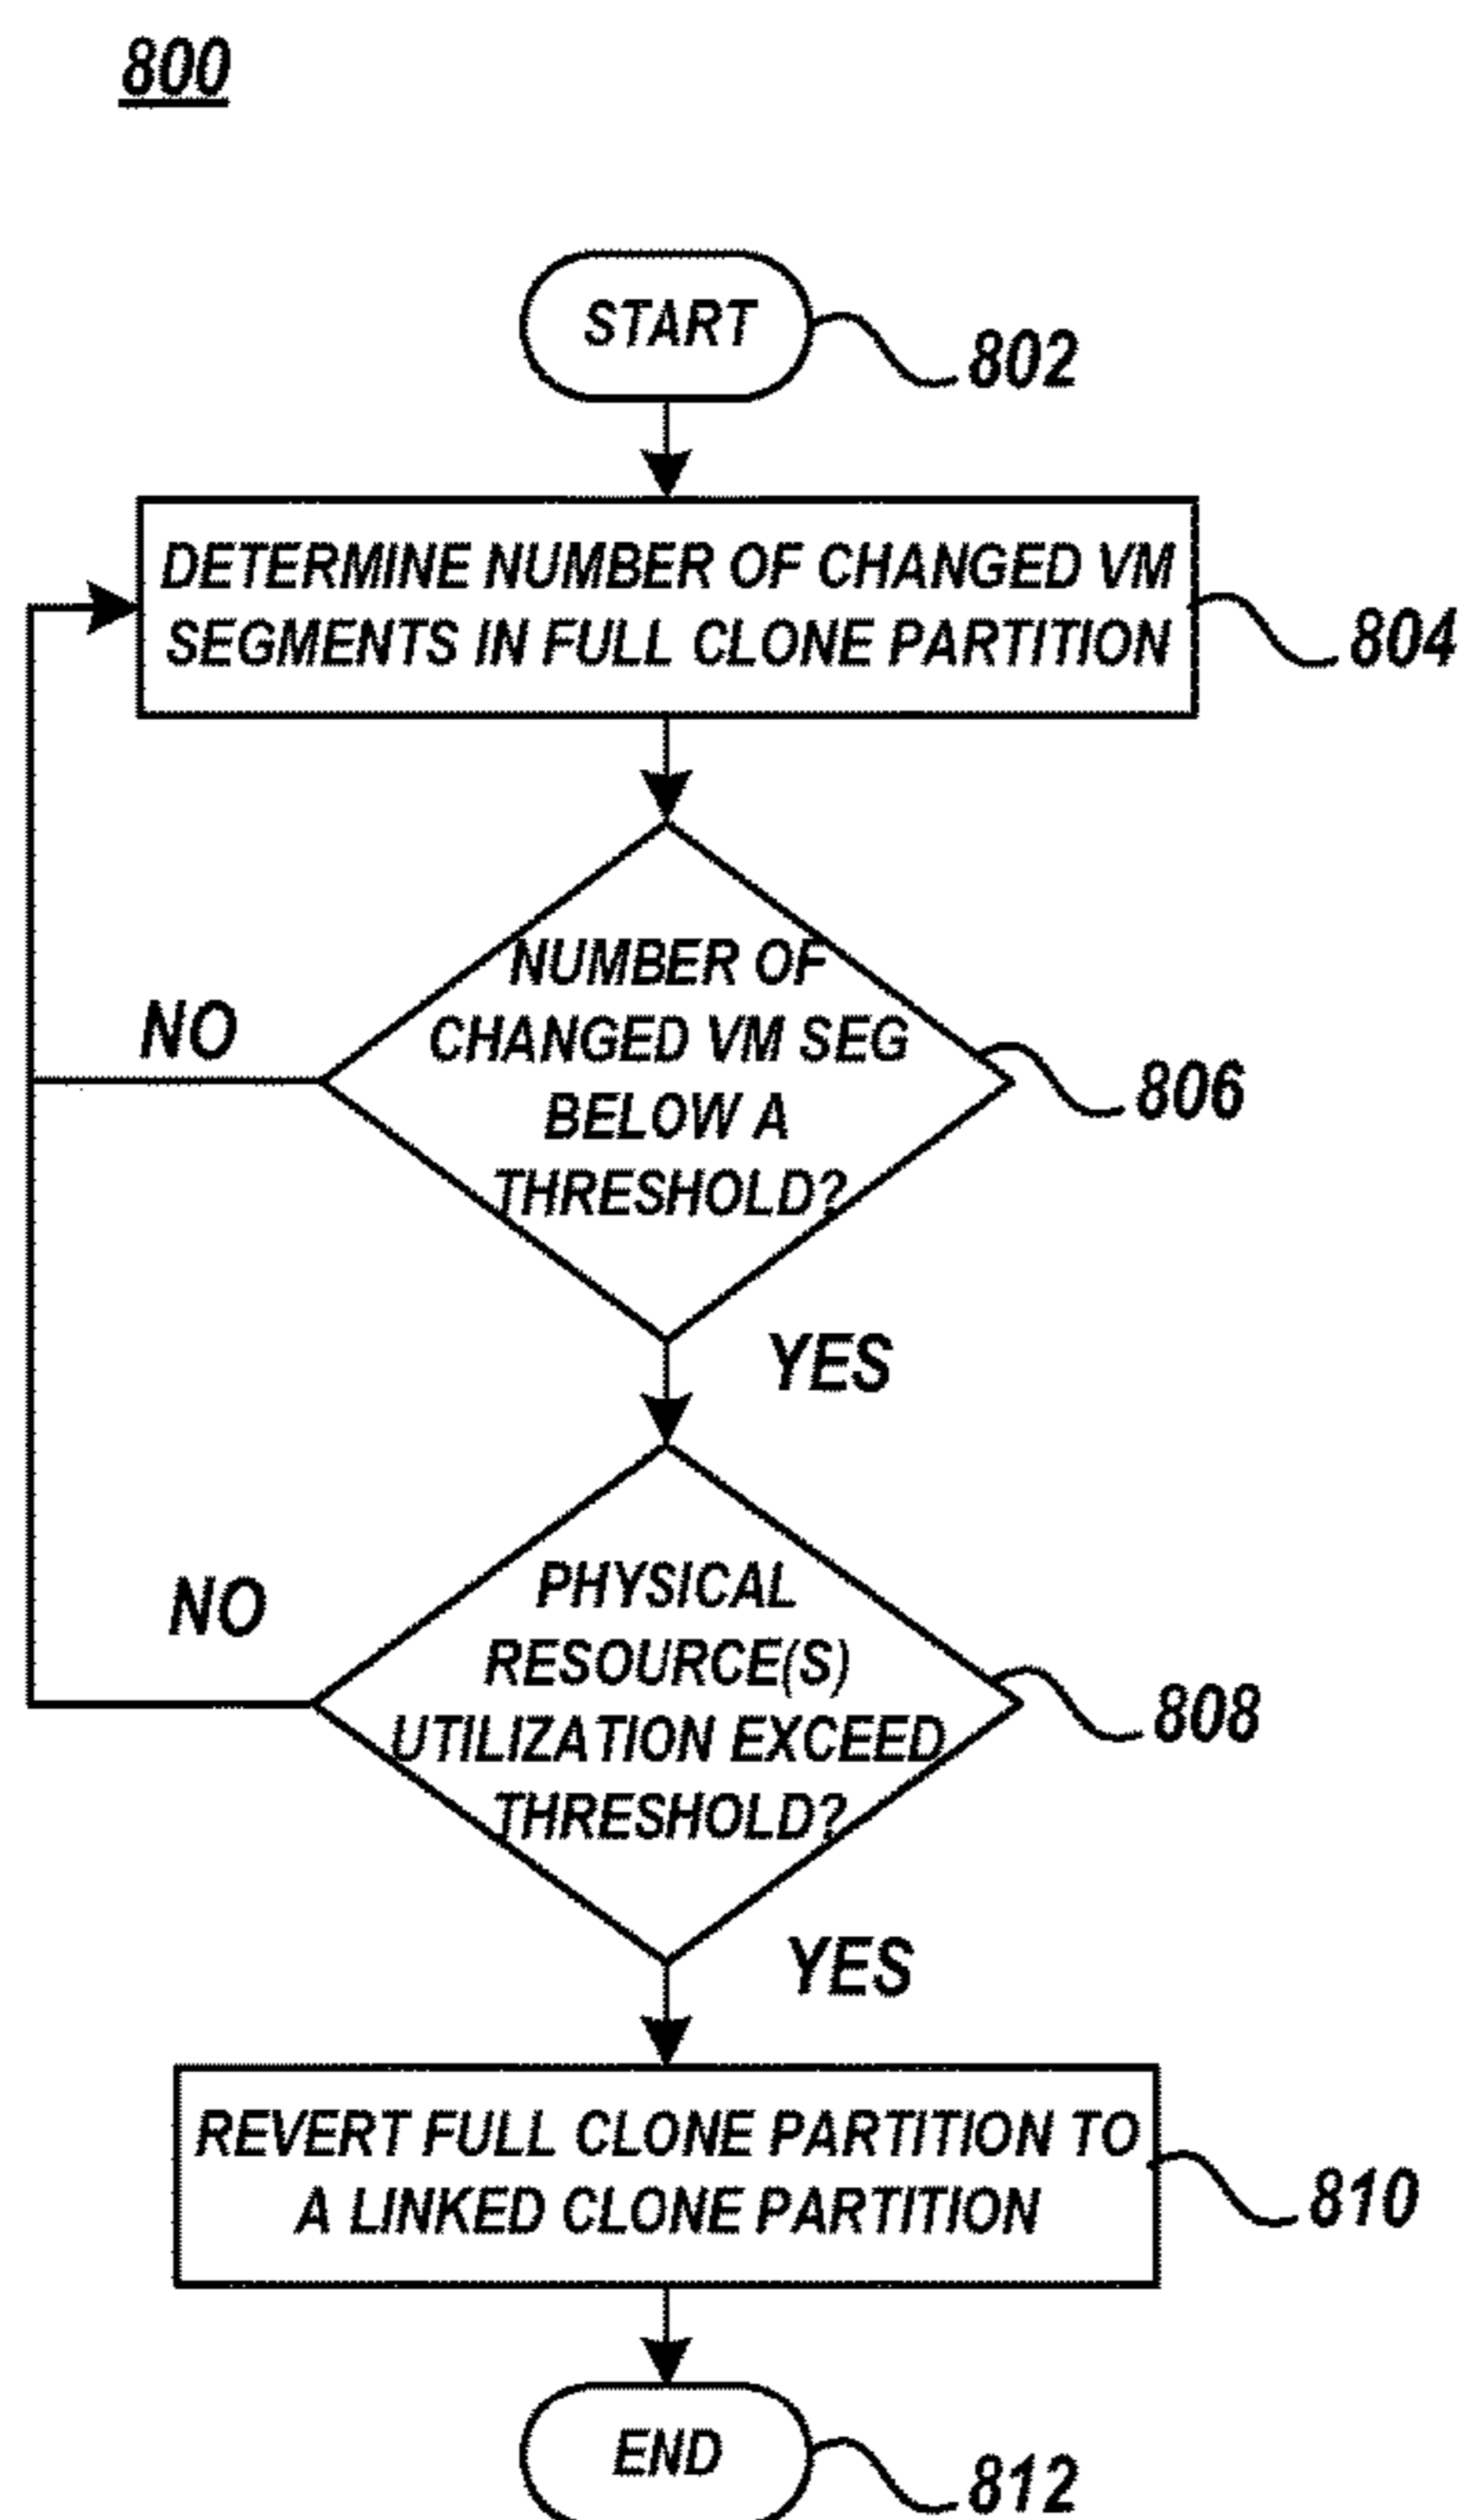 800
START
802
DETERMINE NUMBER OF CHANGED VM
SEGMENTS IN FULL CLONE PARTITION
804
NUMBER OF
CHANGED VM SEG
BELOW A
THRESHOLD?
NO
806
YES
PHYSICAL
RESOURCE(S)
UTILIZATION EXCEED
THRESHOLD?
NO
808
YES
REVERT FULL CLONE PARTITION TO
A LINKED CLONE PARTITION
810
END
812